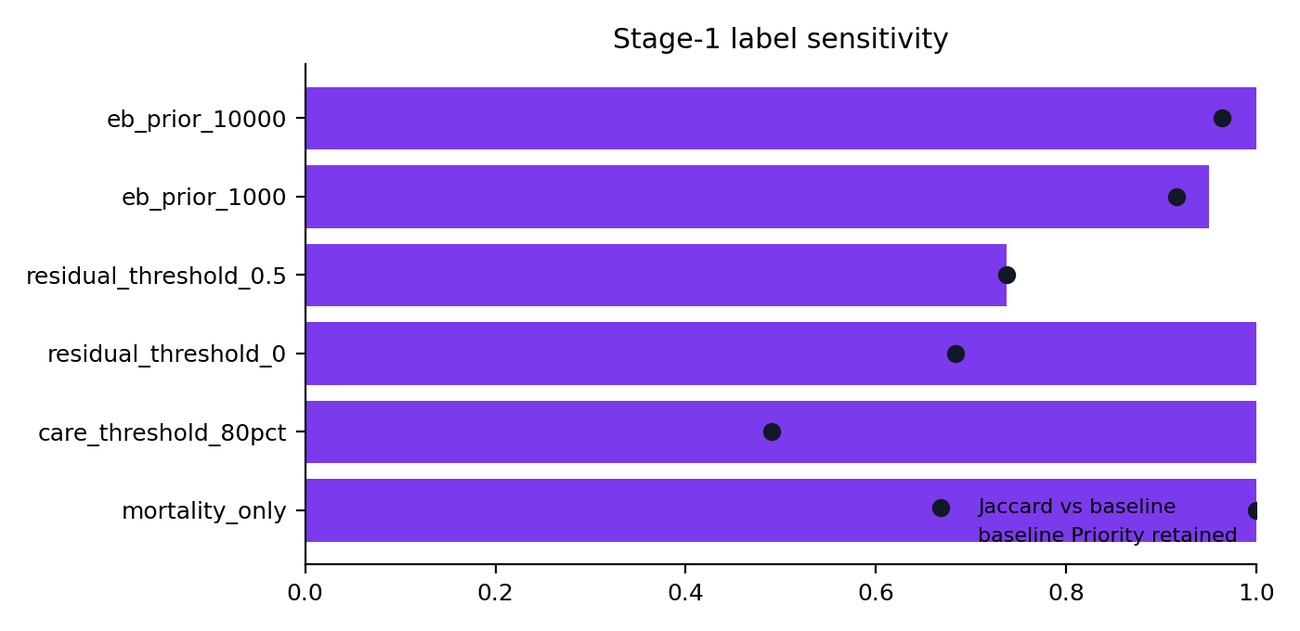 Stage-1 label sensitivity
eb_prior_10000
eb_prior_1000
residual_threshold_0.5
residual_threshold_0
care_threshold_80pct
mortality_only
Jaccard vs baseline
baseline Priority retained
0.0 0.2 0.4 0.6 0.8 1.0